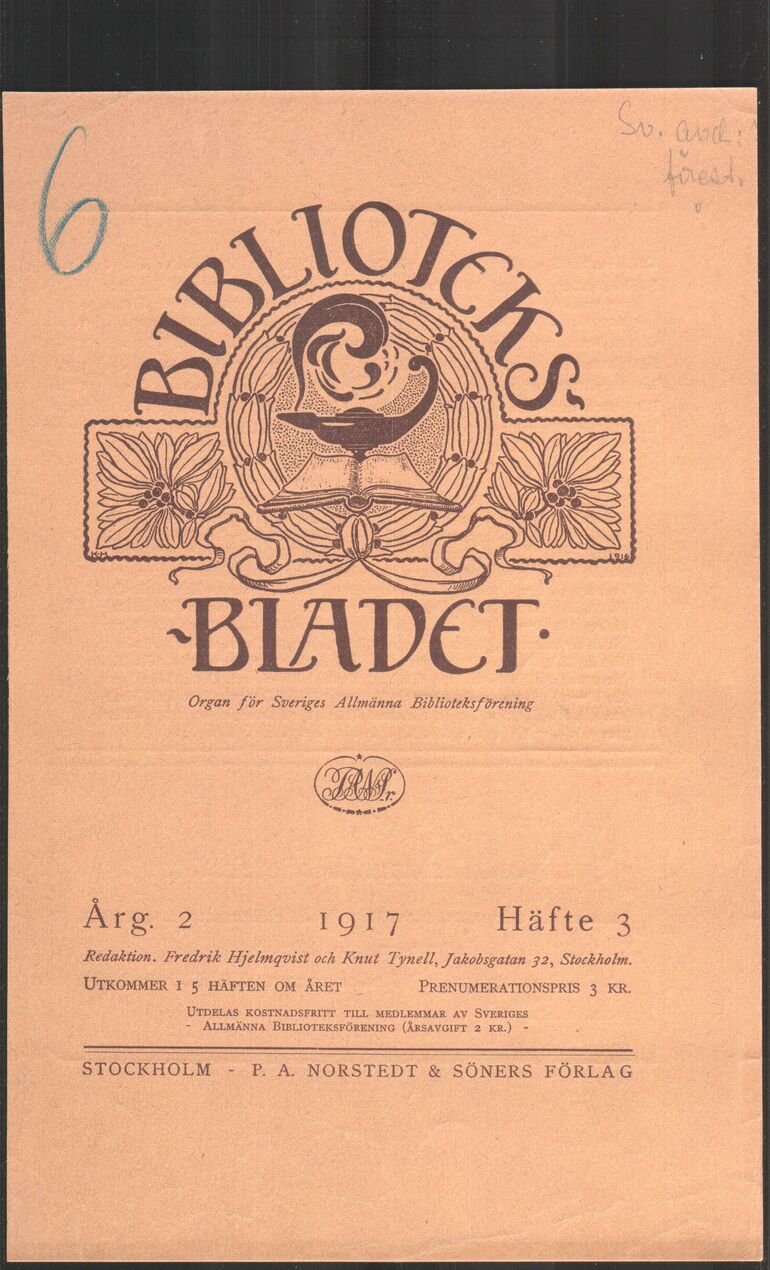 6
Sv. avd:
förest.
BIBLIOTEKS
K·H
1916
-BLADET·
Organ för Sveriges Allmänna Biblioteksförening
Årg. 2 1917 Häfte 3
Redaktion. Fredrik Hjelmqvist och Knut Tynell, Jakobsgatan 32, Stockholm.
UTKOMMER I 5 HÄFTEN OM ÅRET PRENUMERATIONSPRIS 3 KR.
UTDELAS KOSTNADSFRITT TILL MEDLEMMAR AV SVERIGES
- ALLMÄNNA BIBLIOTEKSFÖRENING (ÅRSAVGIFT 2 KR.) -
STOCKHOLM - P. A. NORSTEDT & SÖNERS FÖRLAG